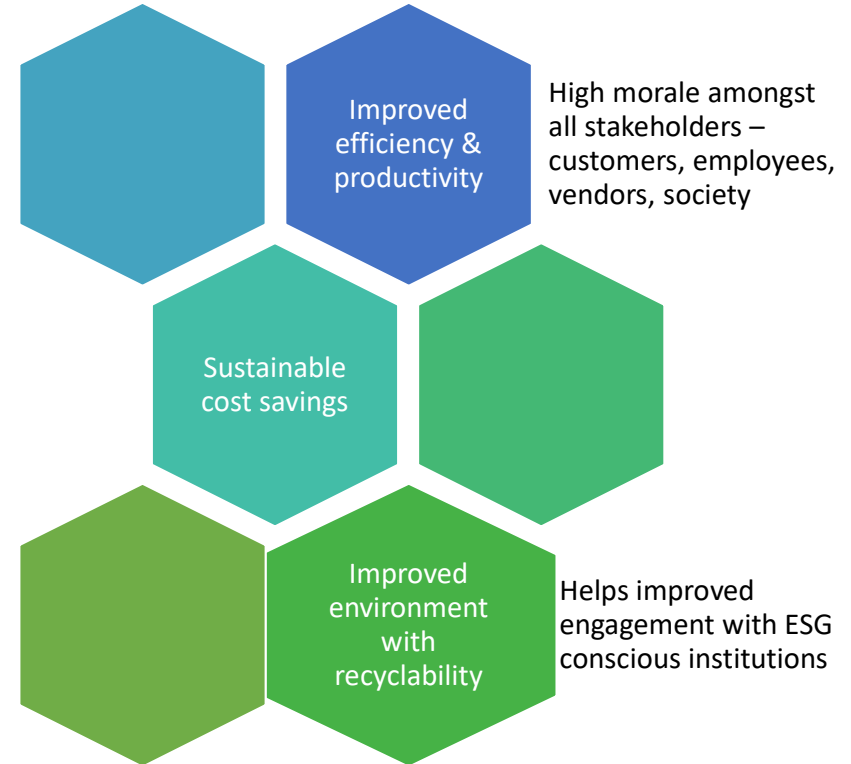 Improved
efficiency &
productivity
High morale amongst
all stakeholders –
customers, employees,
vendors, society
Sustainable
cost savings
Improved
environment
with
recyclability
Helps improved
engagement with ESG
conscious institutions